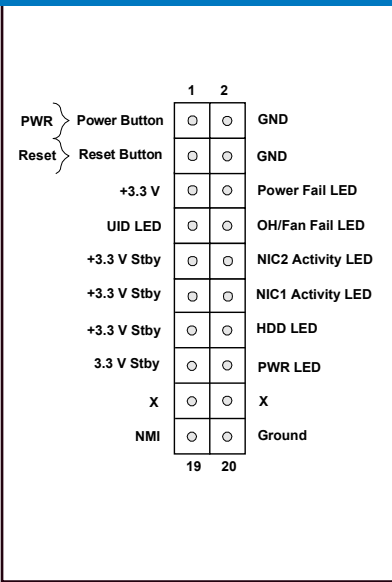 1 2
PWR Power Button GND
Reset Reset Button GND
+3.3 V Power Fail LED
UID LED OH/Fan Fail LED
+3.3 V Stby NIC2 Activity LED
+3.3 V Stby NIC1 Activity LED
+3.3 V Stby HDD LED
3.3 V Stby PWR LED
X X
NMI Ground
19 20